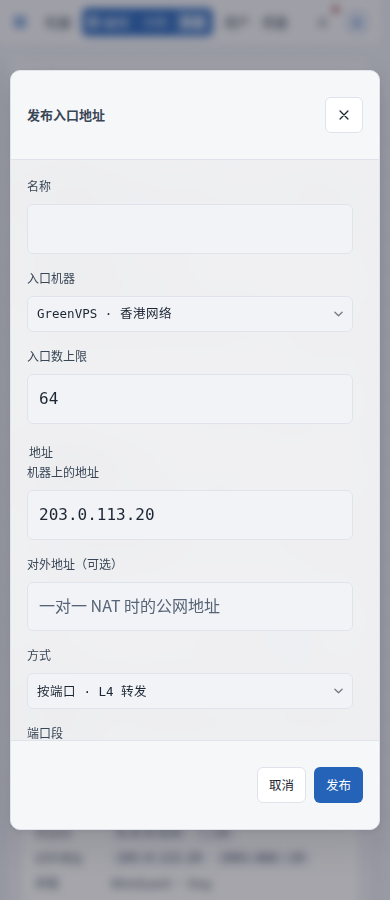 发布入口地址
名称
入口机器
GreenVPS · 香港网络
入口数上限
64
地址
机器上的地址
203.0.113.20
对外地址（可选）
一对一 NAT 时的公网地址
方式
按端口 · L4 转发
端口段
取消
发布